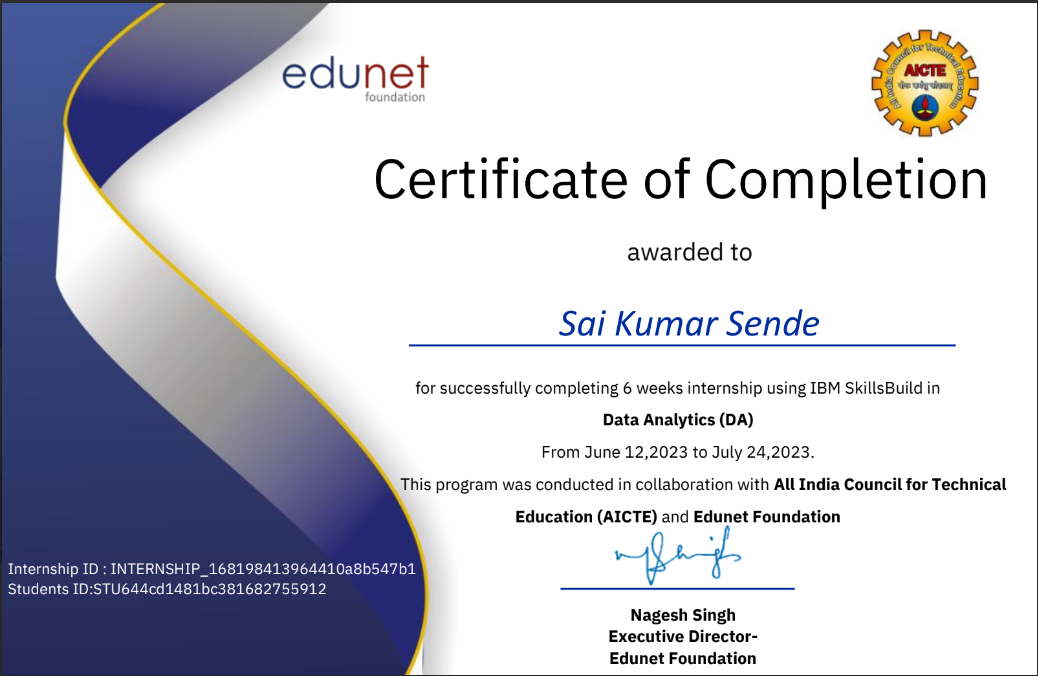 edunet
foundation
All India Council for Technical Education
AICTE
Certificate of Completion
awarded to
Sai Kumar Sende
for successfully completing 6 weeks internship using IBM SkillsBuild in
Data Analytics (DA)
From June 12,2023 to July 24,2023.
This program was conducted in collaboration with All India Council for Technical
Education (AICTE) and Edunet Foundation
Internship ID : INTERNSHIP_168198413964410a8b547b1
Students ID:STU644cd1481bc381682755912
Nagesh Singh
Executive Director-
Edunet Foundation